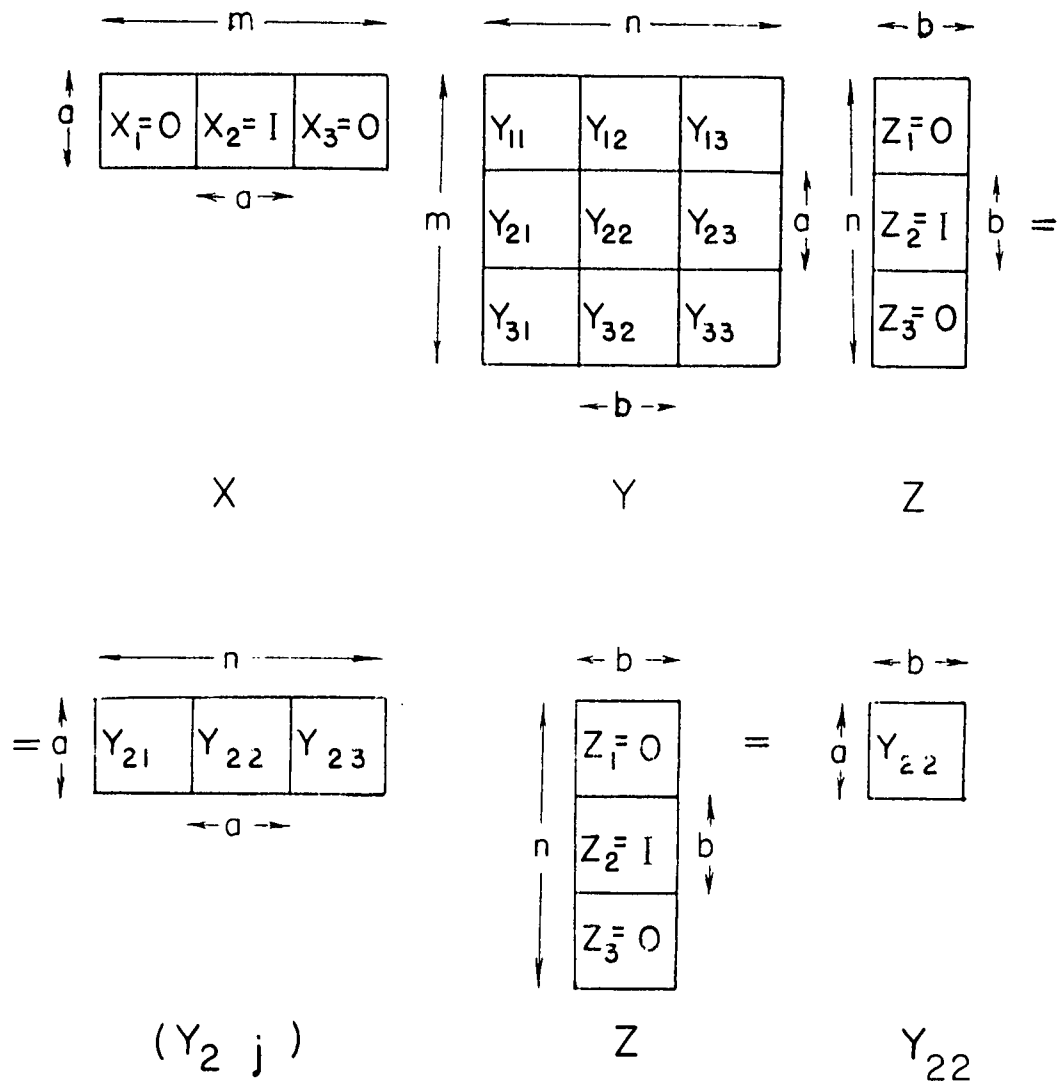 m n b
a X₁=0 X₂=I X₃=0 Y₁₁ Y₁₂ Y₁₃ Z₁=0
a m Y₂₁ Y₂₂ Y₂₃ a n Z₂=I b =
Y₃₁ Y₃₂ Y₃₃ Z₃=0
b
X Y Z
n b b
= a Y₂₁ Y₂₂ Y₂₃ Z₁=0 = a Y₂₂
a n Z₂=I b
Z₃=0
(Y₂ j) Z Y₂₂